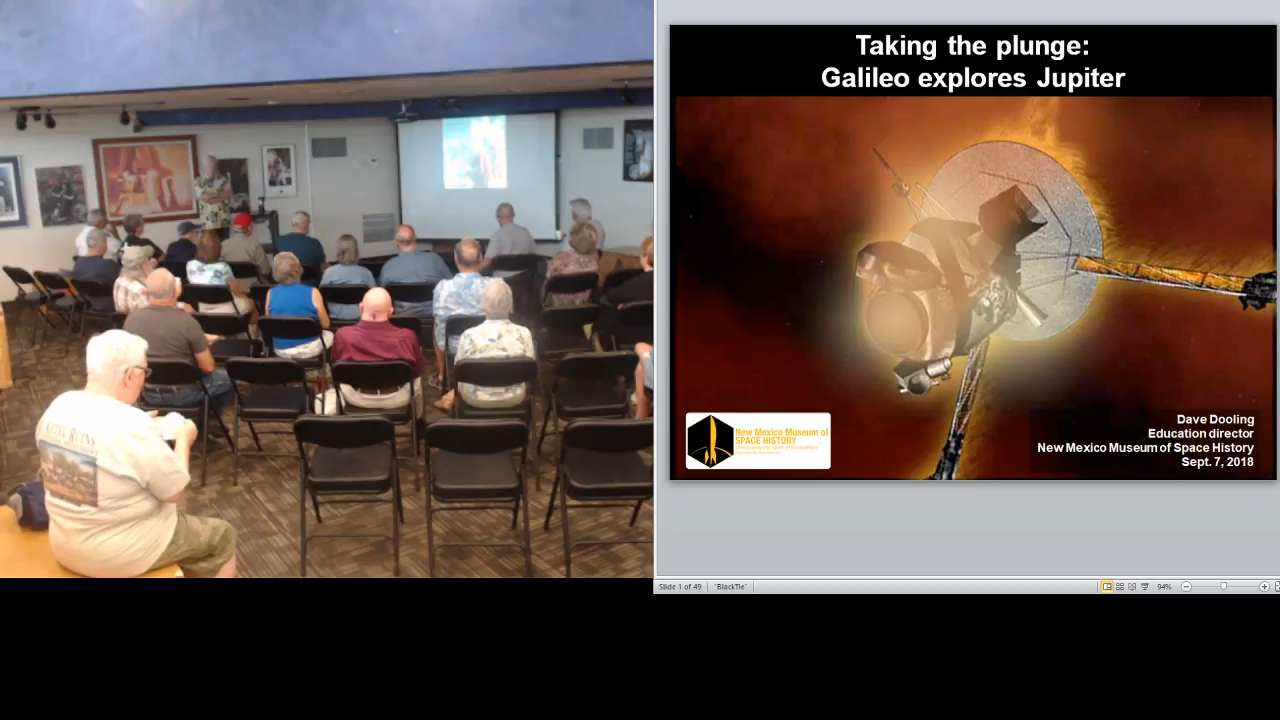 Taking the plunge:
Galileo explores Jupiter
New Mexico Museum of
SPACE HISTORY
Dave Dooling
Education director
New Mexico Museum of Space History
Sept. 7, 2018
Slide 1 of 49
"BlackTie"
94%